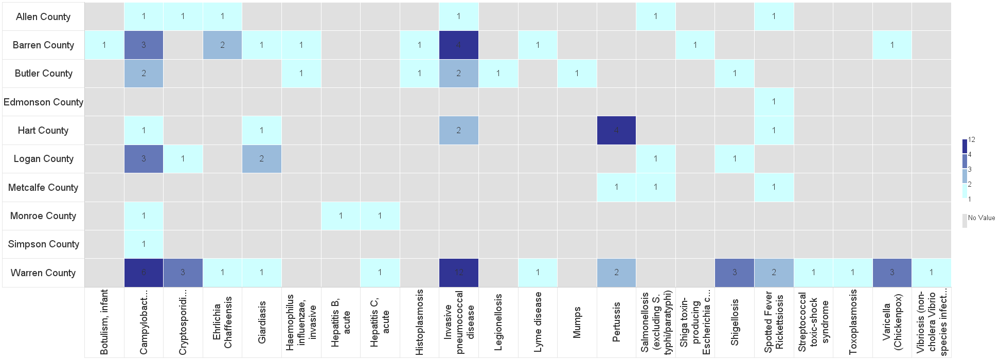 Allen County 1 1 1 1 1 1
Barren County 1 3 2 1 1 1 4 1 1 1
Butler County 2 1 1 2 1 1 1
Edmonson County 1
Hart County 1 1 2 4 1
Logan County 3 1 2 1 1
Metcalfe County 1 1 1
Monroe County 1 1 1
Simpson County 1
Warren County 6 3 1 1 1 12 1 2 3 2 1 1 3 1
Botulism, infant
Campylobact...
Cryptosporidi...
Ehrlichia
Chaffeensis
Giardiasis
Haemophilus
influenzae,
invasive
Hepatitis B,
acute
Hepatitis C,
acute
Histoplasmosis
Invasive
pneumococcal
disease
Legionellosis
Lyme disease
Mumps
Pertussis
Salmonellosis
(excluding S.
typhi/paratyphi)
Shiga toxin-
producing
Escherichia c...
Shigellosis
Spotted Fever
Rickettsiosis
Streptococcal
toxic-shock
syndrome
Toxoplasmosis
Varicella
(Chickenpox)
Vibriosis (non-
cholera Vibrio
species infect...
12
4
3
2
1
No Value